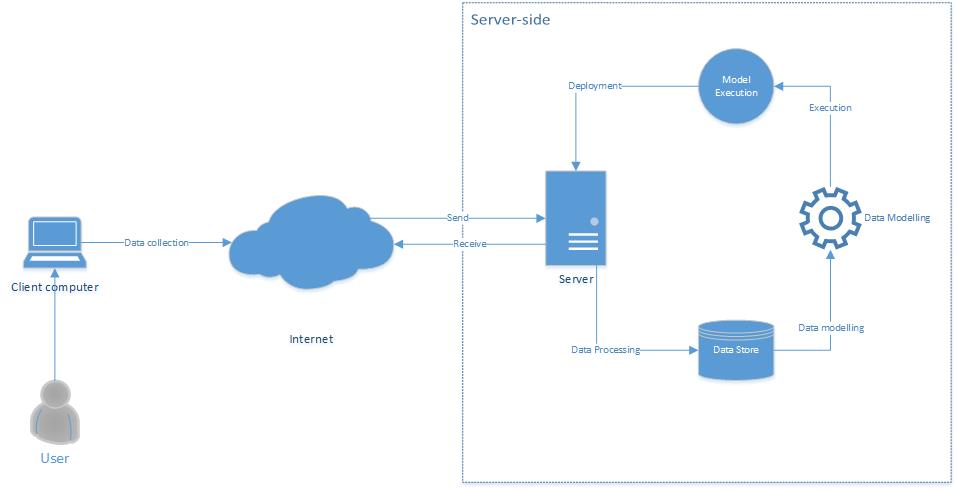 Server-side
Model
Execution
Deployment
Execution
Send
Data Modelling
Data collection
Receive
Server
Client computer
Data modelling
Internet
Data Processing
Data Store
User